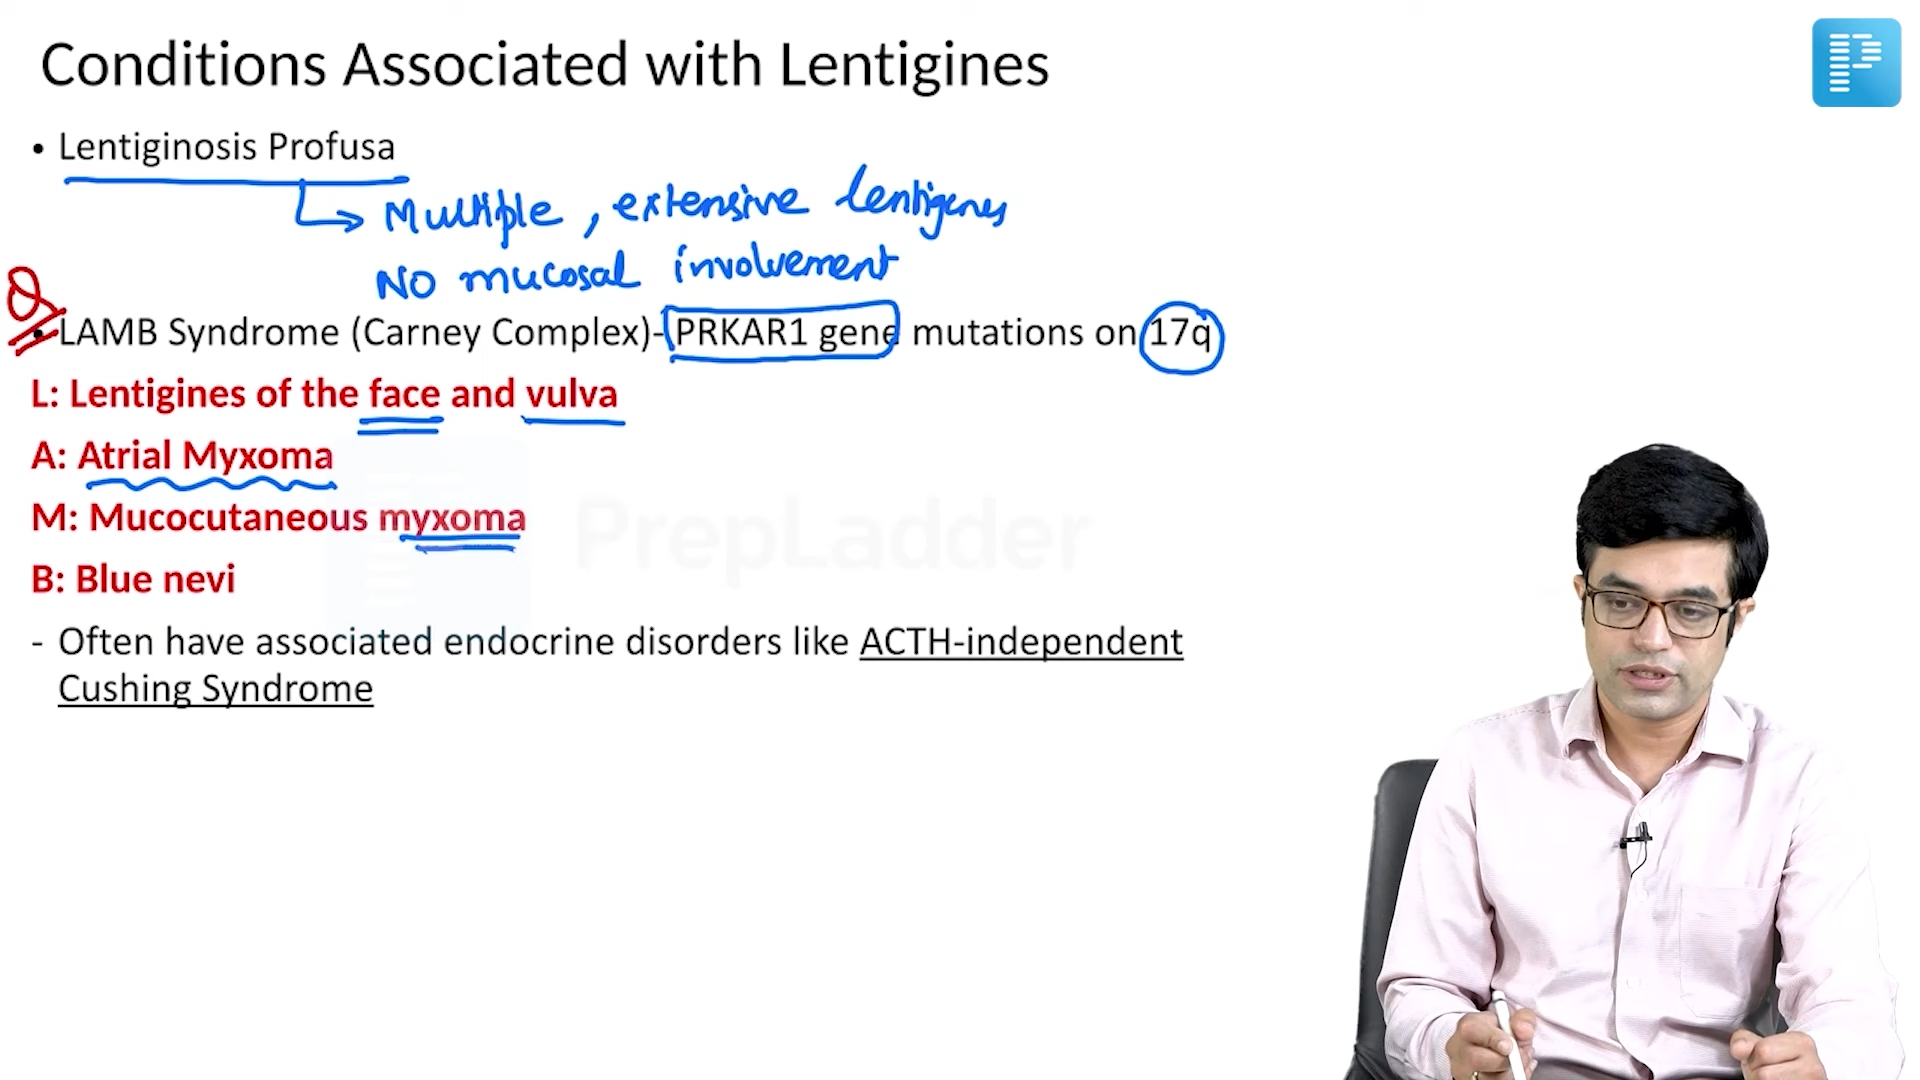 Conditions Associated with Lentigines
• Lentiginosis Profusa
Multiple, extensive lentigenes
No mucosal involvement
Q
• LAMB Syndrome (Carney Complex)- PRKAR1 gene mutations on 17q
L: Lentigines of the face and vulva
A: Atrial Myxoma
M: Mucocutaneous myxoma
B: Blue nevi
- Often have associated endocrine disorders like ACTH-independent
Cushing Syndrome
PrepLadder